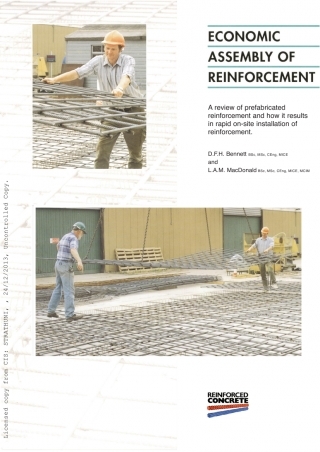 ECONOMIC
ASSEMBLY OF
REINFORCEMENT
A review of prefabricated
reinforcement and how it results
in rapid on-site installation of
reinforcement.
D.F.H. Bennett BSc, MSc, CEng, MICE
and
L.A.M. MacDonald BSc, MSc, CEng, MICE, MCIM
Licensed copy from CIS: STRATHUNI, , 24/12/2013, Uncontrolled Copy.
REINFORCED
CONCRETE